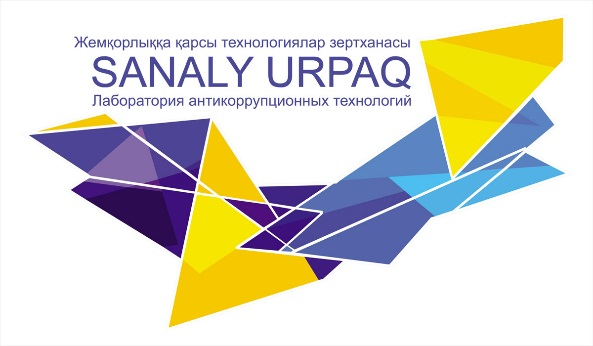 Жемқорлыққа қарсы технологиялар зертханасы
SANALY URPAQ
Лаборатория антикоррупционных технологий